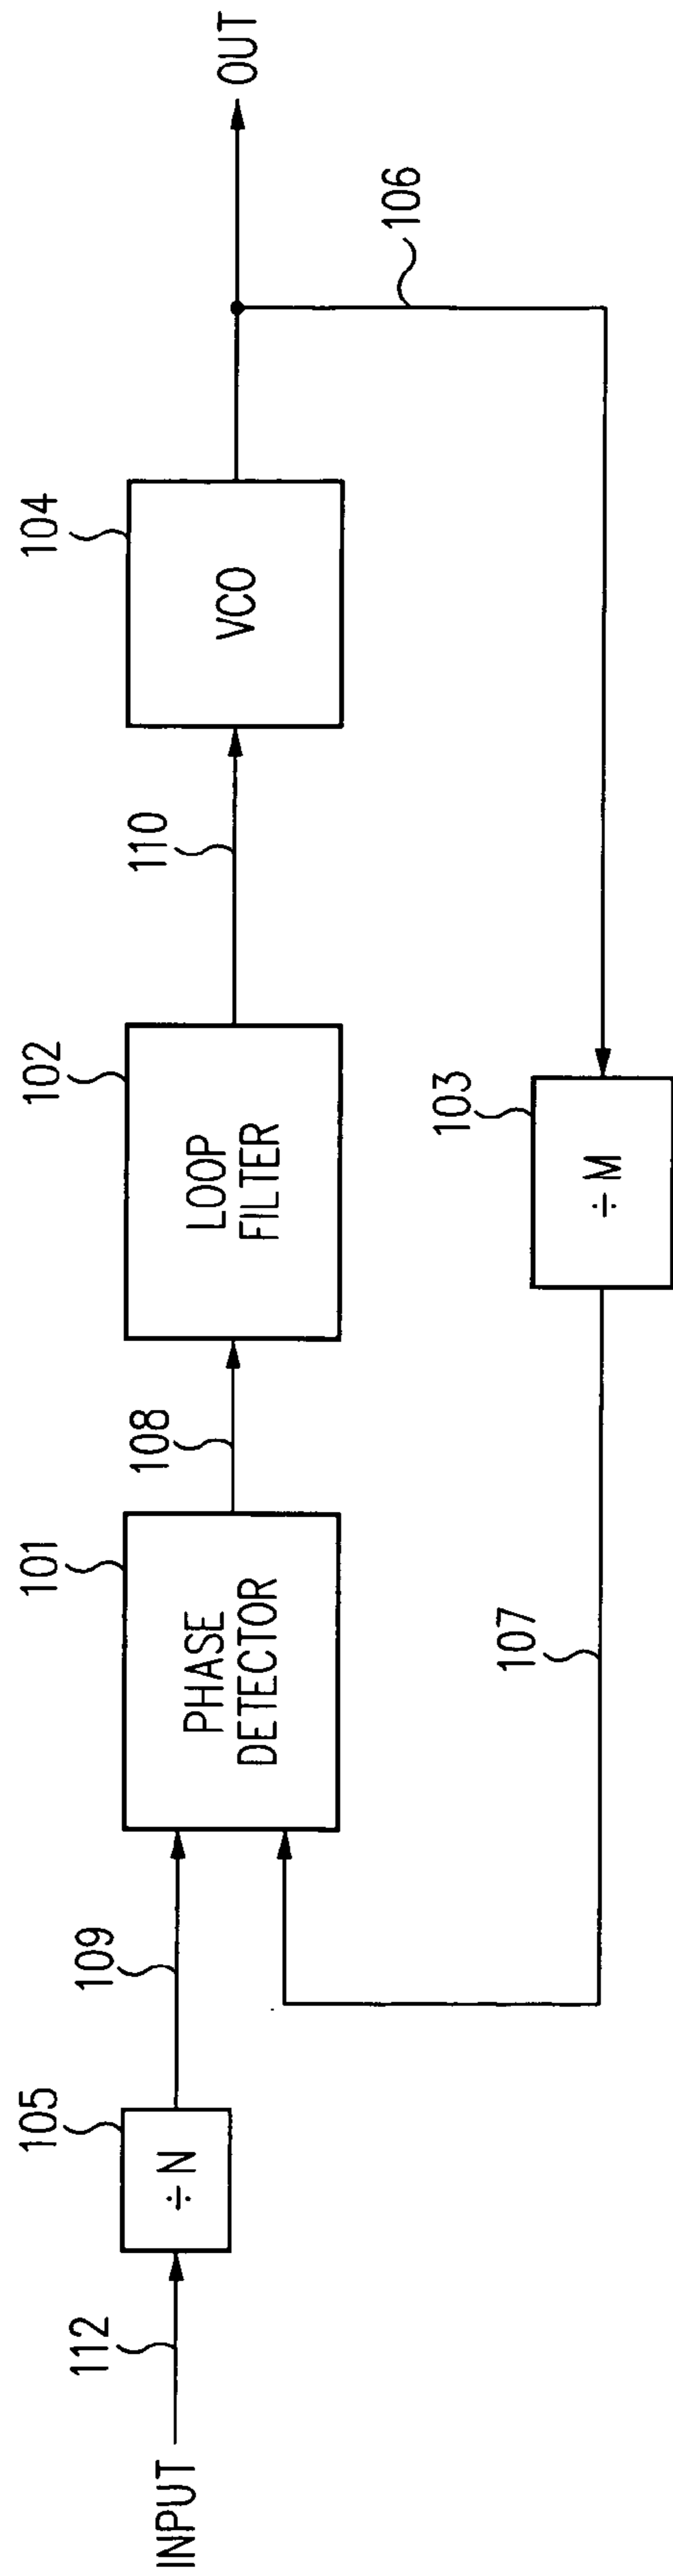 INPUT
112
105
÷ N
109
101
PHASE
DETECTOR
108
102
LOOP
FILTER
110
104
VCO
OUT
106
103
÷ M
107